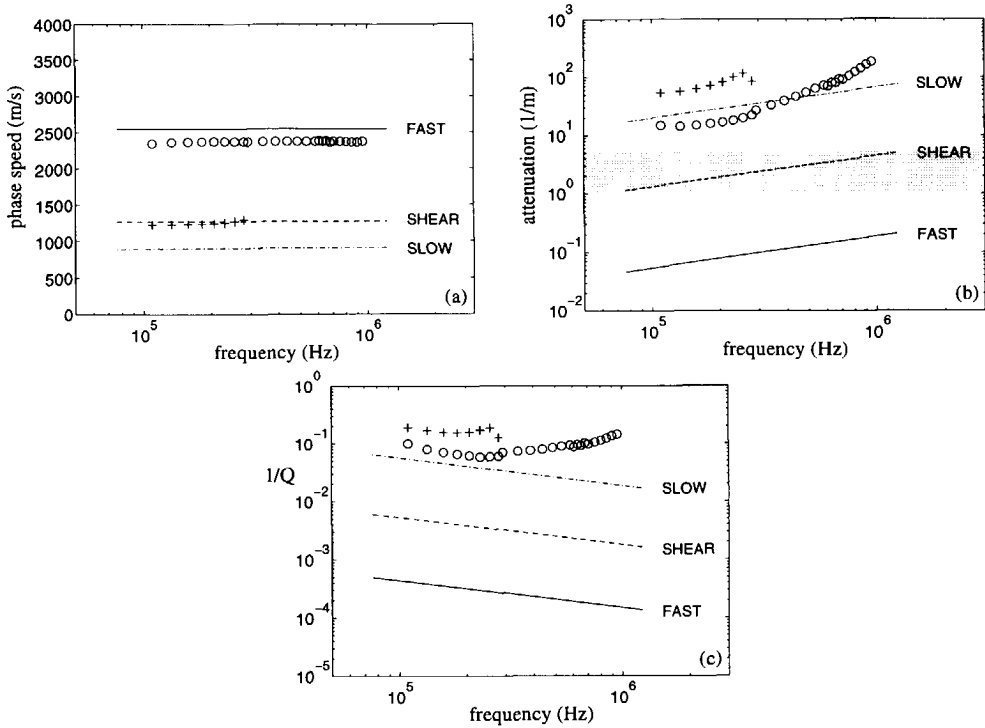 4000
3500
3000
2500
2000
1500
1000
500
0
phase speed (m/s)
FAST
SHEAR
SLOW
(a)
10^5
10^6
frequency (Hz)
10^3
10^2
10^1
10^0
10^-1
10^-2
attenuation (1/m)
SLOW
SHEAR
FAST
(b)
10^5
10^6
frequency (Hz)
10^0
10^-1
10^-2
10^-3
10^-4
10^-5
1/Q
SLOW
SHEAR
FAST
(c)
10^5
10^6
frequency (Hz)